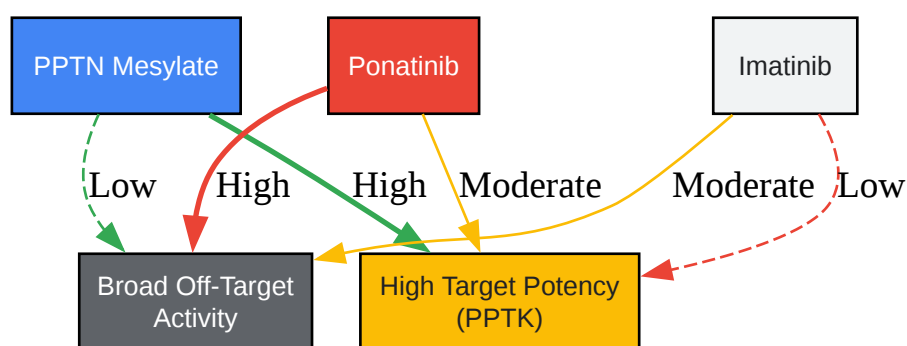 PPTN Mesylate
Ponatinib
Imatinib
Low
High
High
Moderate
Moderate
Low
Broad Off-Target
Activity
High Target Potency
(PPTK)